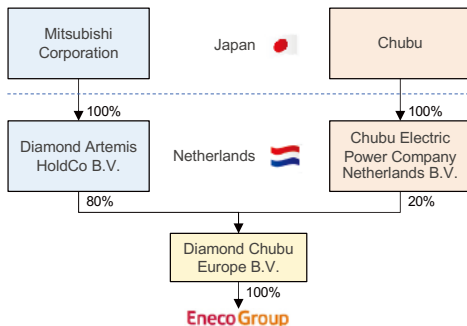 Mitsubishi
Corporation
Japan
Chubu
100%
100%
Diamond Artemis
HoldCo B.V.
Netherlands
Chubu Electric
Power Company
Netherlands B.V.
80%
20%
Diamond Chubu
Europe B.V.
100%
EnecoGroup